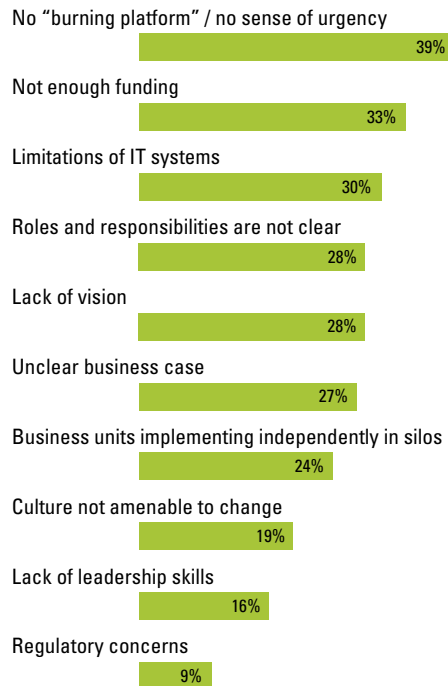 No “burning platform” / no sense of urgency
39%
Not enough funding
33%
Limitations of IT systems
30%
Roles and responsibilities are not clear
28%
Lack of vision
28%
Unclear business case
27%
Business units implementing independently in silos
24%
Culture not amenable to change
19%
Lack of leadership skills
16%
Regulatory concerns
9%